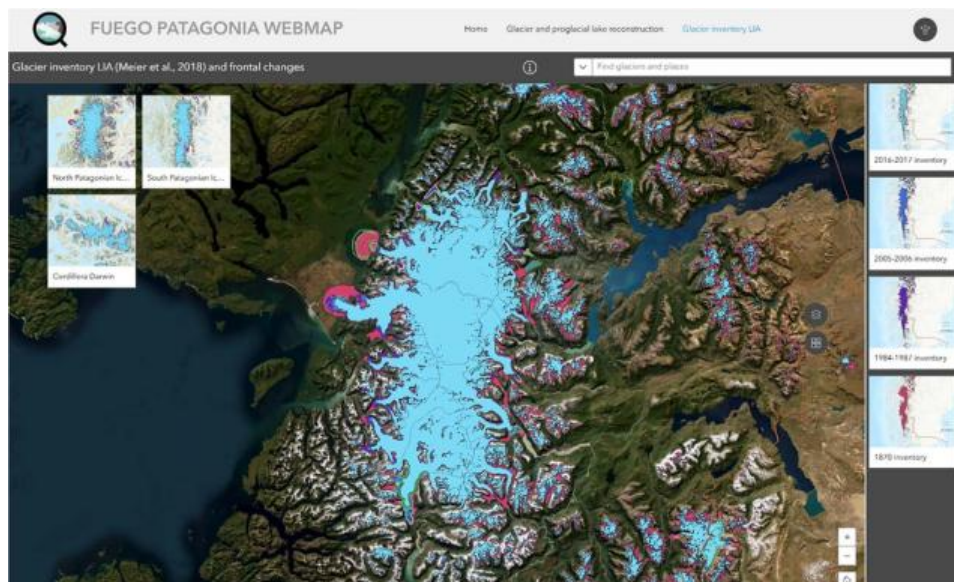 FUEGO PATAGONIA WEBMAP
Home Glacier and proglacial lake reconstruction Glacier inventory LIA
Glacier inventory LIA (Meier et al., 2018) and frontal changes
Find glaciers and places
North Patagonian Ic... South Patagonian Ic...
Cordillera Darwin
2016-2017 inventory
2005-2006 inventory
1984-1987 inventory
1870 inventory